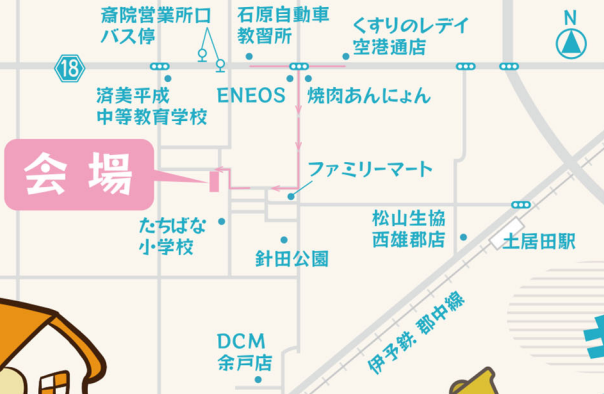 斎院営業所口
バス停
石原自動車
教習所
くすりのレデイ
空港通店
N
18
済美平成
中等教育学校
ENEOS
焼肉あんにょん
会場
ファミリーマート
たちばな
小学校
針田公園
松山生協
西雄郡店
土居田駅
伊予鉄 郡中線
DCM
余戸店